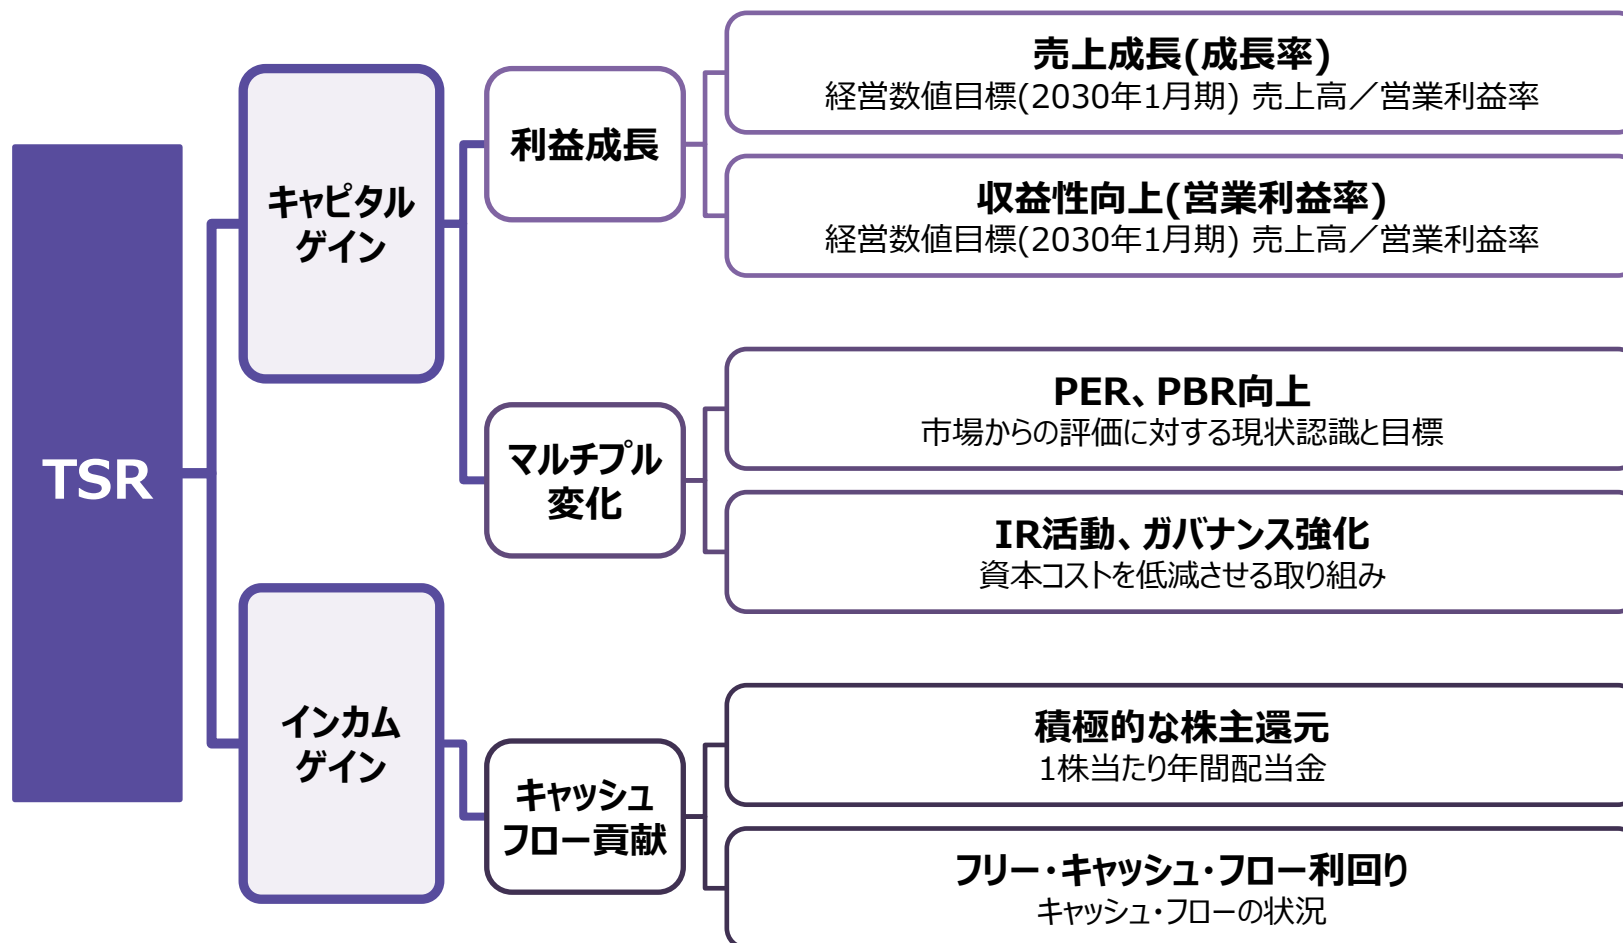 TSR
キャピタル
ゲイン
利益成長
売上成長(成長率)
経営数値目標(2030年1月期) 売上高／営業利益率
収益性向上(営業利益率)
経営数値目標(2030年1月期) 売上高／営業利益率
マルチプル
変化
PER、PBR向上
市場からの評価に対する現状認識と目標
IR活動、ガバナンス強化
資本コストを低減させる取り組み
インカム
ゲイン
キャッシュ
フロー貢献
積極的な株主還元
1株当たり年間配当金
フリー・キャッシュ・フロー利回り
キャッシュ・フローの状況